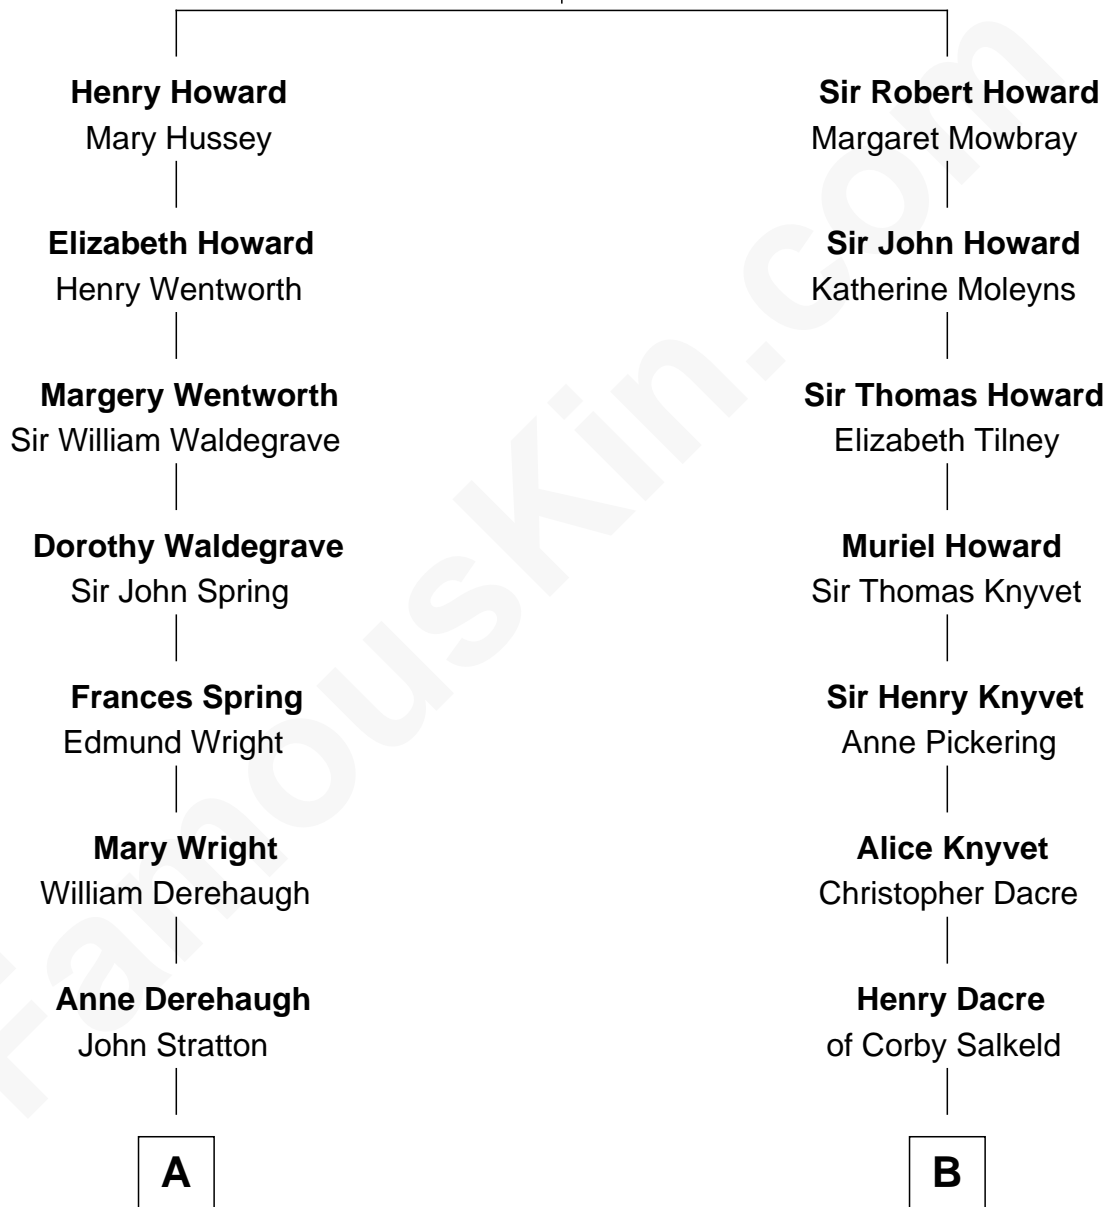 Henry Howard
Mary Hussey
Elizabeth Howard
Henry Wentworth
Margery Wentworth
Sir William Waldegrave
Dorothy Waldegrave
Sir John Spring
Frances Spring
Edmund Wright
Mary Wright
William Derehaugh
Anne Derehaugh
John Stratton
A
Sir Robert Howard
Margaret Mowbray
Sir John Howard
Katherine Moleyns
Sir Thomas Howard
Elizabeth Tilney
Muriel Howard
Sir Thomas Knyvet
Sir Henry Knyvet
Anne Pickering
Alice Knyvet
Christopher Dacre
Henry Dacre
of Corby Salkeld
B
FamousKin.com